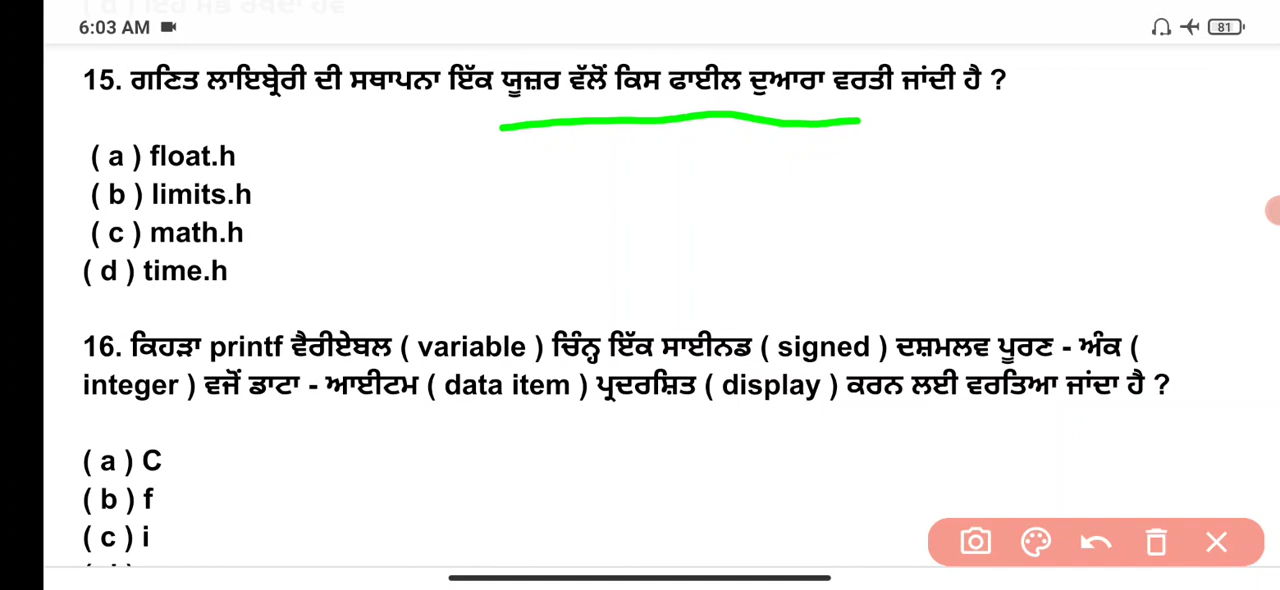 6:03 AM
81
15. ਗਣਿਤ ਲਾਇਬ੍ਰੇਰੀ ਦੀ ਸਥਾਪਨਾ ਇੱਕ ਯੂਜ਼ਰ ਵੱਲੋਂ ਕਿਸ ਫਾਈਲ ਦੁਆਰਾ ਵਰਤੀ ਜਾਂਦੀ ਹੈ ?
( a ) float.h
( b ) limits.h
( c ) math.h
( d ) time.h
16. ਕਿਹੜਾ printf ਵੈਰੀਏਬਲ ( variable ) ਚਿੰਨ੍ਹ ਇੱਕ ਸਾਈਨਡ ( signed ) ਦਸ਼ਮਲਵ ਪੂਰਣ - ਅੰਕ (
integer ) ਵਜੋਂ ਡਾਟਾ - ਆਈਟਮ ( data item ) ਪ੍ਰਦਰਸ਼ਿਤ ( display ) ਕਰਨ ਲਈ ਵਰਤਿਆ ਜਾਂਦਾ ਹੈ ?
( a ) C
( b ) f
( c ) i